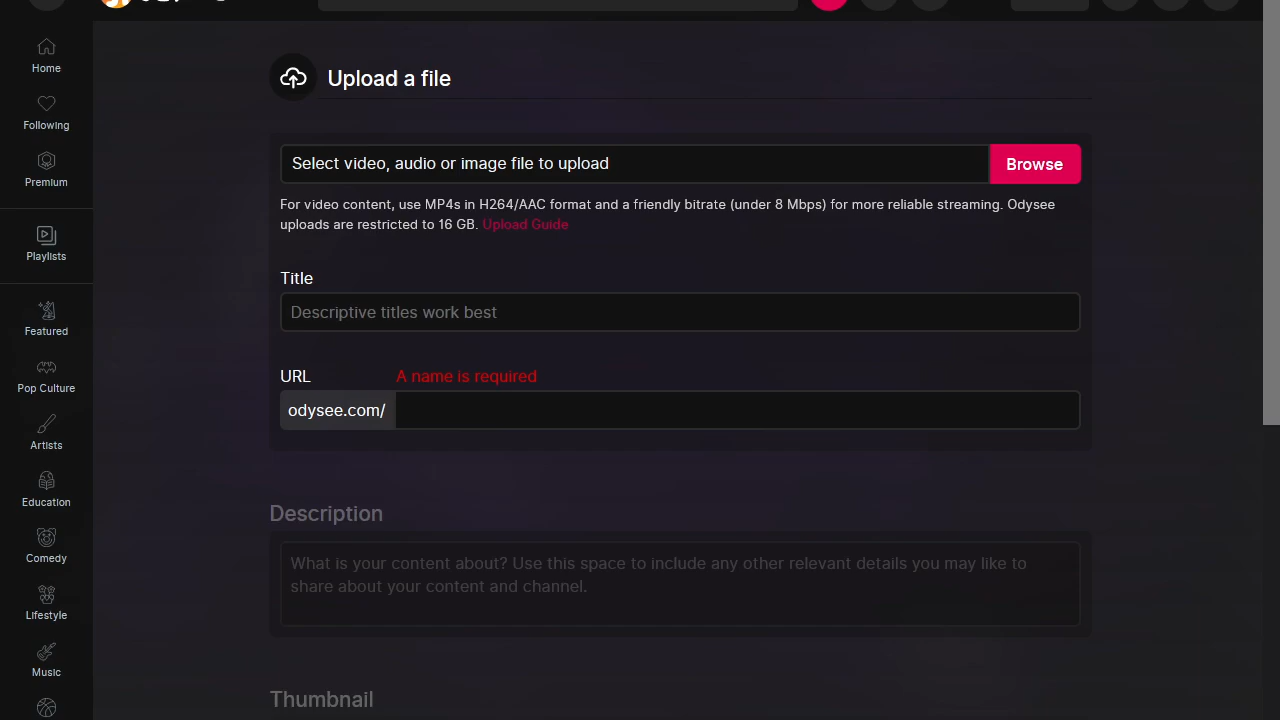 Home
Following
Premium
Playlists
Featured
Pop Culture
Artists
Education
Comedy
Lifestyle
Music
Upload a file
Select video, audio or image file to upload
Browse
For video content, use MP4s in H264/AAC format and a friendly bitrate (under 8 Mbps) for more reliable streaming. Odysee
uploads are restricted to 16 GB. Upload Guide
Title
Descriptive titles work best
URL A name is required
odysee.com/
Description
What is your content about? Use this space to include any other relevant details you may like to
share about your content and channel.
Thumbnail